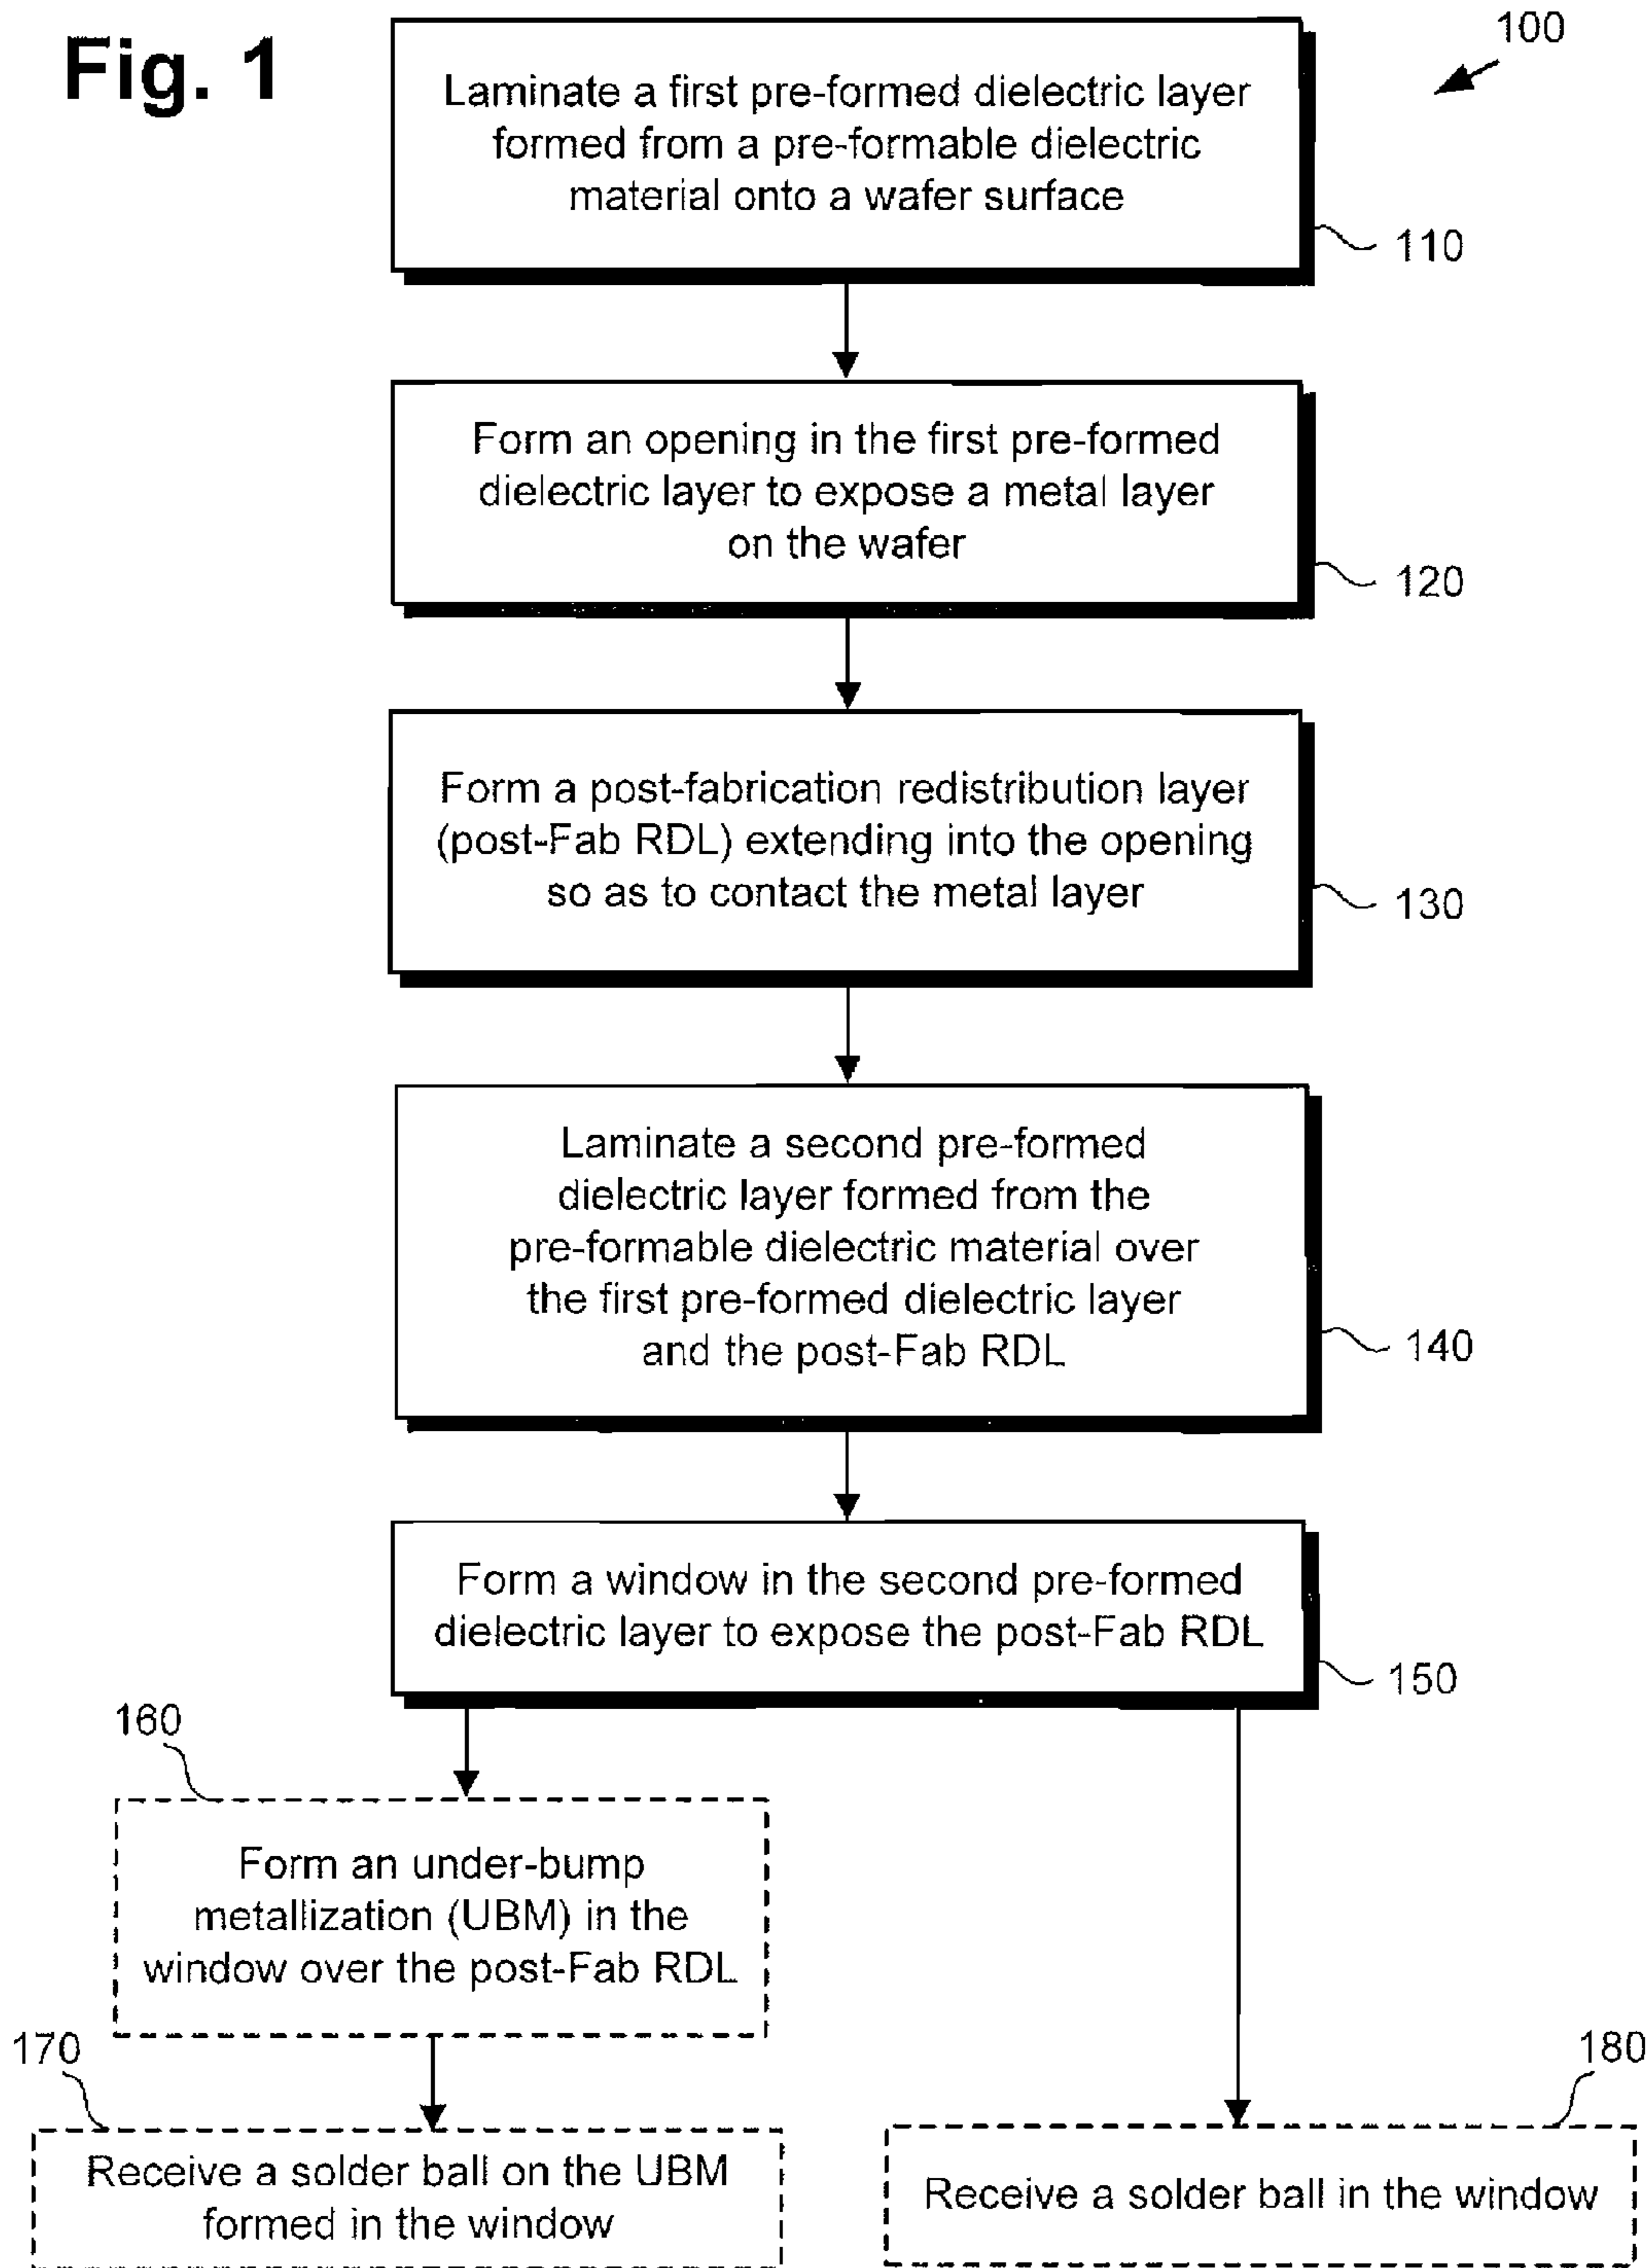 Fig. 1
100
Laminate a first pre-formed dielectric layer
formed from a pre-formable dielectric
material onto a wafer surface
110
Form an opening in the first pre-formed
dielectric layer to expose a metal layer
on the wafer
120
Form a post-fabrication redistribution layer
(post-Fab RDL) extending into the opening
so as to contact the metal layer
130
Laminate a second pre-formed
dielectric layer formed from the
pre-formable dielectric material over
the first pre-formed dielectric layer
and the post-Fab RDL
140
Form a window in the second pre-formed
dielectric layer to expose the post-Fab RDL
150
160
Form an under-bump
metallization (UBM) in the
window over the post-Fab RDL
170
Receive a solder ball on the UBM
formed in the window
180
Receive a solder ball in the window